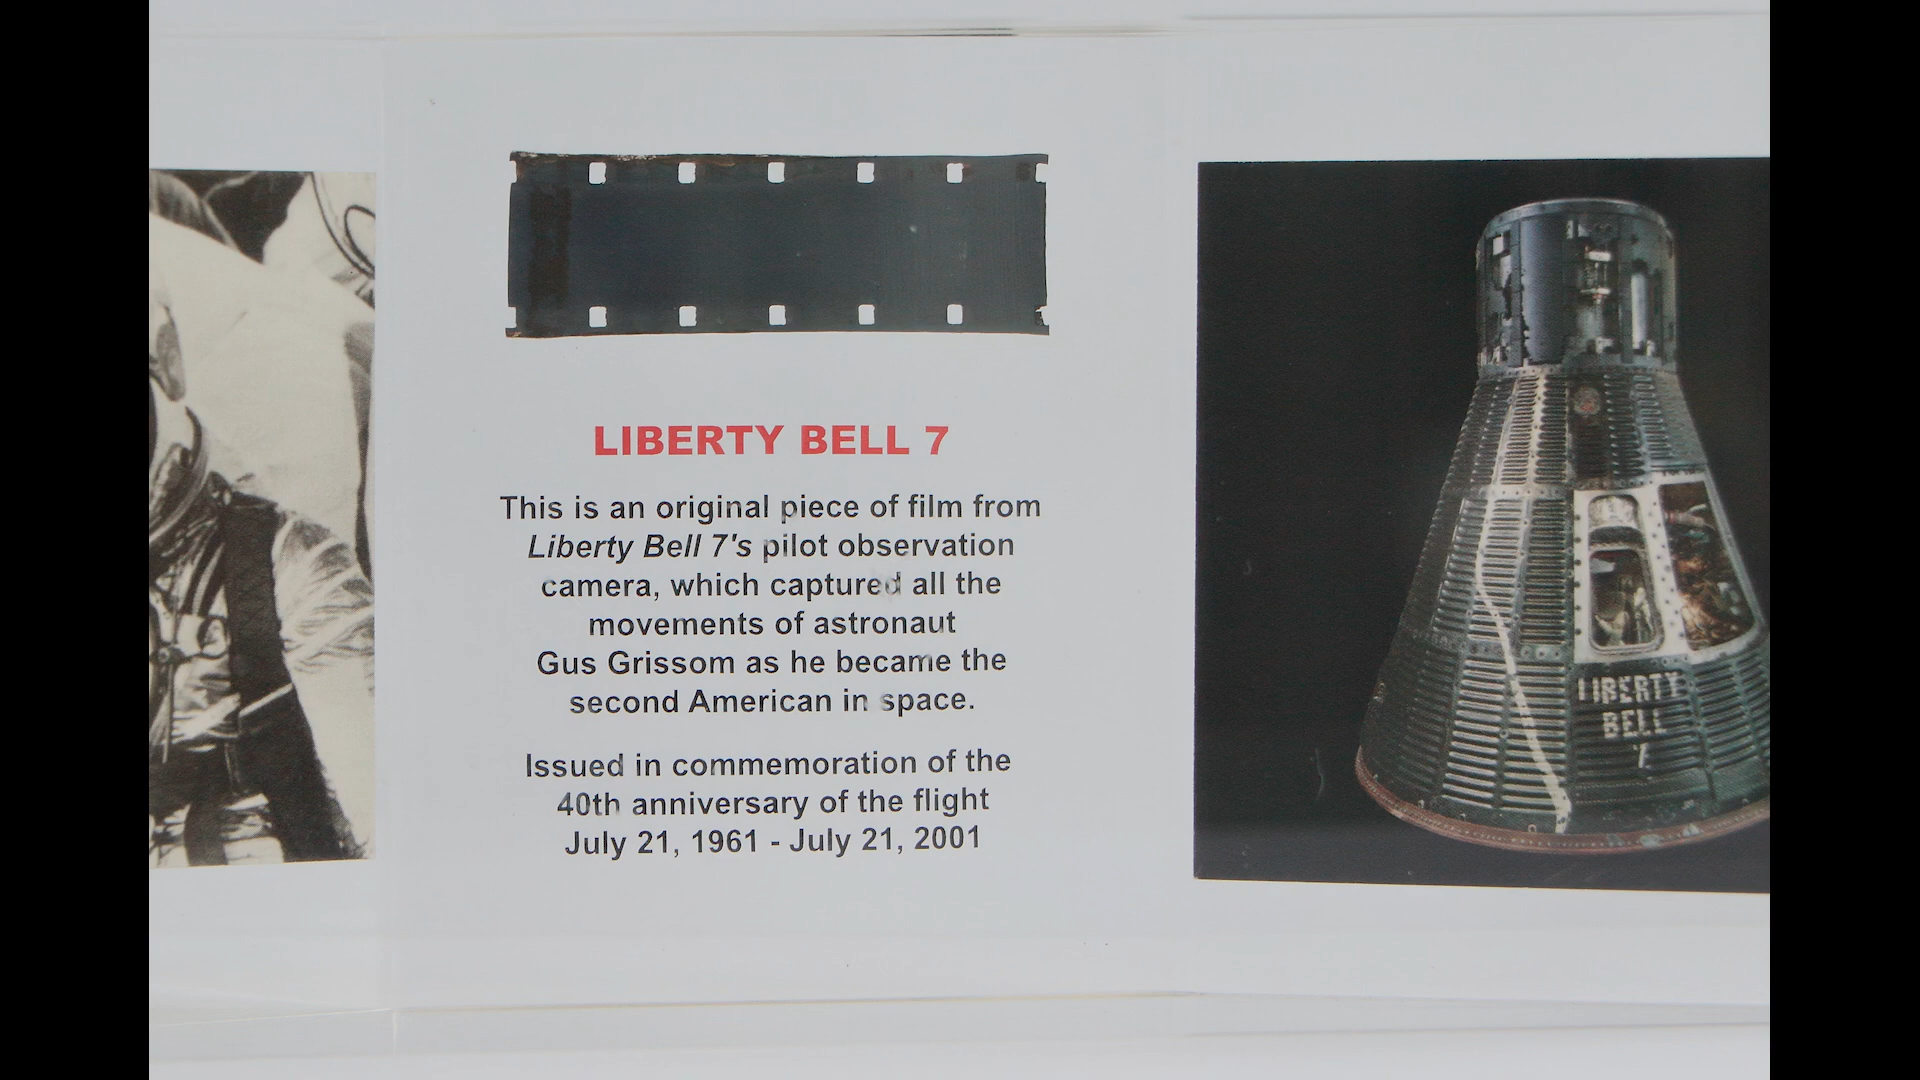 LIBERTY BELL 7
This is an original piece of film from
Liberty Bell 7's pilot observation
camera, which captured all the
movements of astronaut
Gus Grissom as he became the
second American in space.
Issued in commemoration of the
40th anniversary of the flight
July 21, 1961 - July 21, 2001
LIBERTY
BELL
7